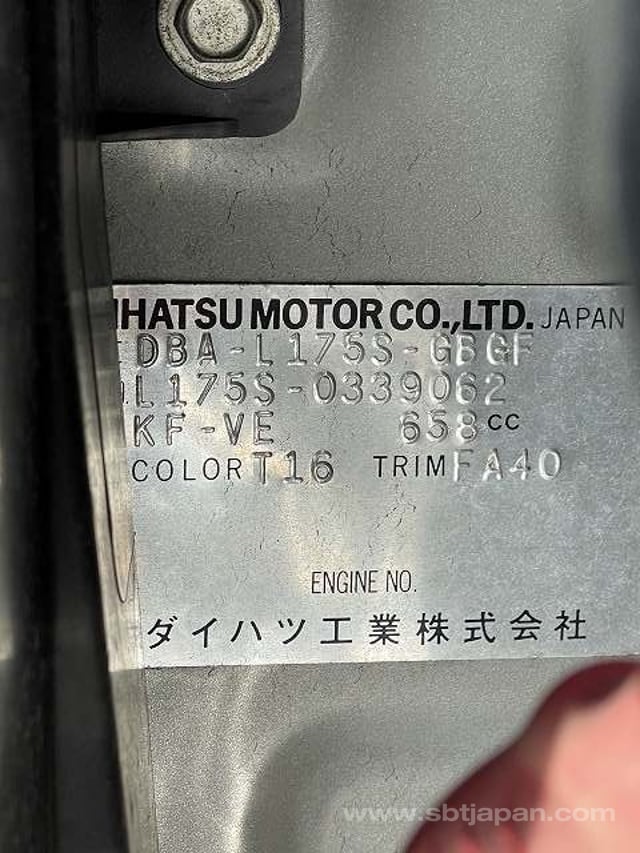 IHATSU MOTOR CO.,LTD. JAPAN
DBA-L175S-GBGF
L175S-0339062
KF-VE 658cc
COLOR T16 TRIM FA40
ENGINE NO.
ダイハツ工業株式会社
www.sbtjapan.com